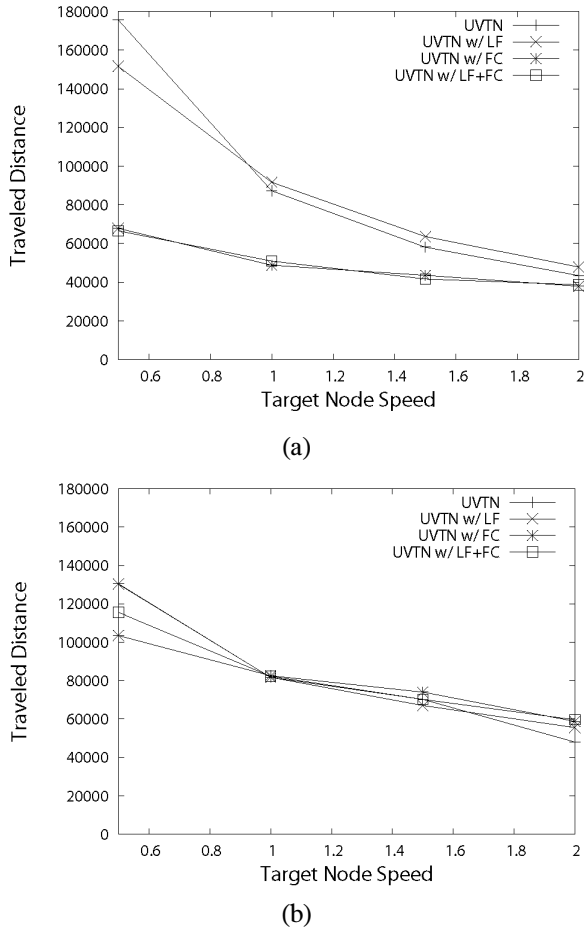 180000
160000
140000
120000
100000
80000
60000
40000
20000
0
Traveled Distance
UVTN
UVTN w/ LF
UVTN w/ FC
UVTN w/ LF+FC
0.6 0.8 1 1.2 1.4 1.6 1.8 2
Target Node Speed
(a)
180000
160000
140000
120000
100000
80000
60000
40000
20000
0
Traveled Distance
UVTN
UVTN w/ LF
UVTN w/ FC
UVTN w/ LF+FC
0.6 0.8 1 1.2 1.4 1.6 1.8 2
Target Node Speed
(b)